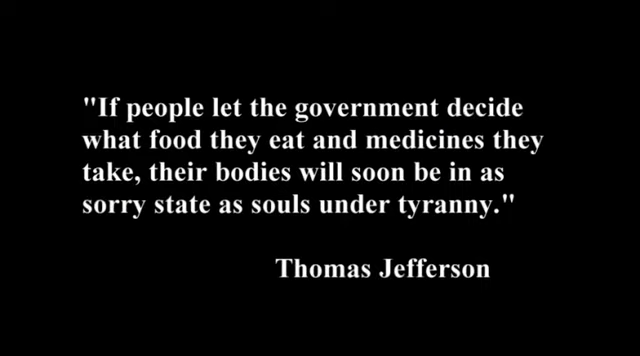 "If people let the government decide
what food they eat and medicines they
take, their bodies will soon be in as
sorry state as souls under tyranny."
Thomas Jefferson